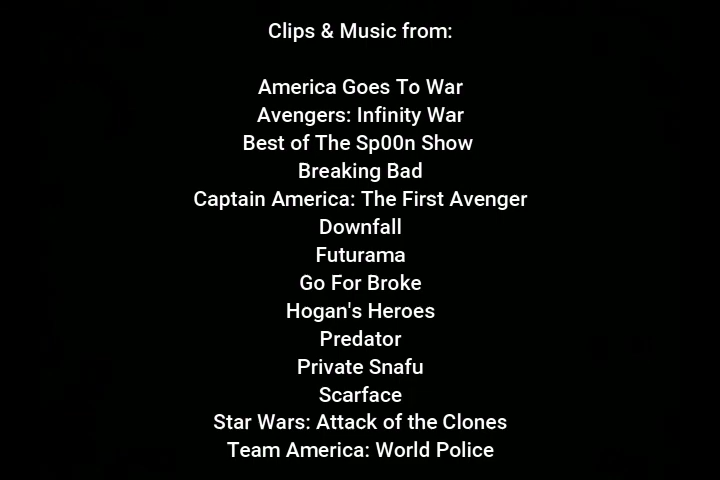 Clips & Music from:
America Goes To War
Avengers: Infinity War
Best of The Sp00n Show
Breaking Bad
Captain America: The First Avenger
Downfall
Futurama
Go For Broke
Hogan's Heroes
Predator
Private Snafu
Scarface
Star Wars: Attack of the Clones
Team America: World Police